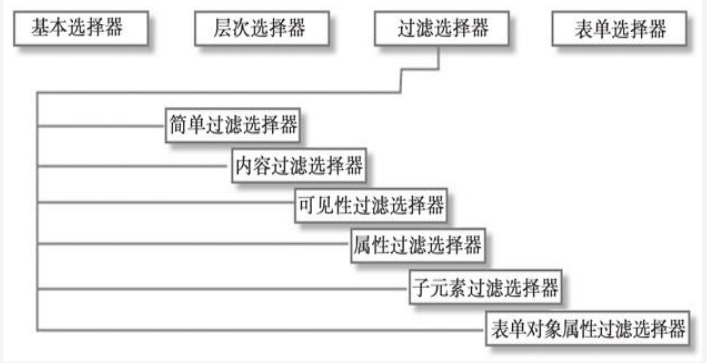 基本选择器
层次选择器
过滤选择器
表单选择器
简单过滤选择器
内容过滤选择器
可见性过滤选择器
属性过滤选择器
子元素过滤选择器
表单对象属性过滤选择器